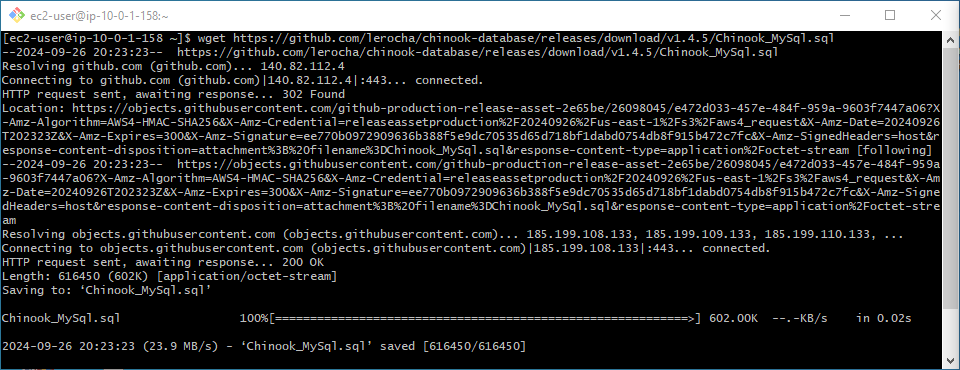 ec2-user@ip-10-0-1-158:~
[ec2-user@ip-10-0-1-158 ~]$ wget https://github.com/lerocha/chinook-database/releases/download/v1.4.5/Chinook_MySql.sql
--2024-09-26 20:23:23--  https://github.com/lerocha/chinook-database/releases/download/v1.4.5/Chinook_MySql.sql
Resolving github.com (github.com)... 140.82.112.4
Connecting to github.com (github.com)|140.82.112.4|:443... connected.
HTTP request sent, awaiting response... 302 Found
Location: https://objects.githubusercontent.com/github-production-release-asset-2e65be/26098045/e472d033-457e-484f-959a-9603f7447a06?X
-Amz-Algorithm=AWS4-HMAC-SHA256&X-Amz-Credential=releaseassetproduction%2F20240926%2Fus-east-1%2Fs3%2Faws4_request&X-Amz-Date=20240926
T202323Z&X-Amz-Expires=300&X-Amz-Signature=ee770b0972909636b388f5e9dc70535d65d718bf1dabd0754db8f915b472c7fc&X-Amz-SignedHeaders=host&r
esponse-content-disposition=attachment%3B%20filename%3DChinook_MySql.sql&response-content-type=application%2Foctet-stream [following]
--2024-09-26 20:23:23--  https://objects.githubusercontent.com/github-production-release-asset-2e65be/26098045/e472d033-457e-484f-959a
-9603f7447a06?X-Amz-Algorithm=AWS4-HMAC-SHA256&X-Amz-Credential=releaseassetproduction%2F20240926%2Fus-east-1%2Fs3%2Faws4_request&X-Am
z-Date=20240926T202323Z&X-Amz-Expires=300&X-Amz-Signature=ee770b0972909636b388f5e9dc70535d65d718bf1dabd0754db8f915b472c7fc&X-Amz-Signe
dHeaders=host&response-content-disposition=attachment%3B%20filename%3DChinook_MySql.sql&response-content-type=application%2Foctet-stre
am
Resolving objects.githubusercontent.com (objects.githubusercontent.com)... 185.199.108.133, 185.199.109.133, 185.199.110.133, ...
Connecting to objects.githubusercontent.com (objects.githubusercontent.com)|185.199.108.133|:443... connected.
HTTP request sent, awaiting response... 200 OK
Length: 616450 (602K) [application/octet-stream]
Saving to: ‘Chinook_MySql.sql’
Chinook_MySql.sql                 100%[==========================================================>] 602.00K  --.-KB/s    in 0.02s
2024-09-26 20:23:23 (23.9 MB/s) - ‘Chinook_MySql.sql’ saved [616450/616450]